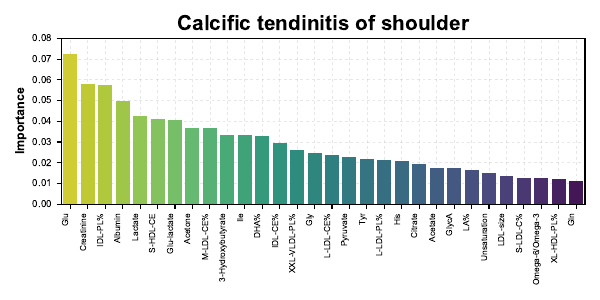 Calcific tendinitis of shoulder
Importance
0.08
0.07
0.06
0.05
0.04
0.03
0.02
0.01
0.00
Glu
Creatinine
IDL-PL%
Albumin
Lactate
S-HDL-CE
Glu-lactate
Acetone
M-LDL-CE%
3-Hydroxybutyrate
Ile
DHA%
IDL-CE%
XXL-VLDL-PL%
Gly
L-LDL-CE%
Pyruvate
Tyr
L-LDL-PL%
His
Citrate
Acetate
GlycA
LA%
Unsaturation
LDL-size
S-LDL-C%
Omega-6/Omega-3
XL-HDL-PL%
Gln